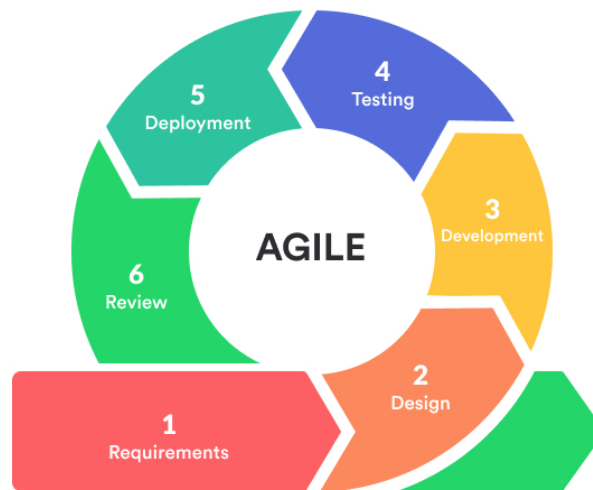 AGILE
1
Requirements
2
Design
3
Development
4
Testing
5
Deployment
6
Review